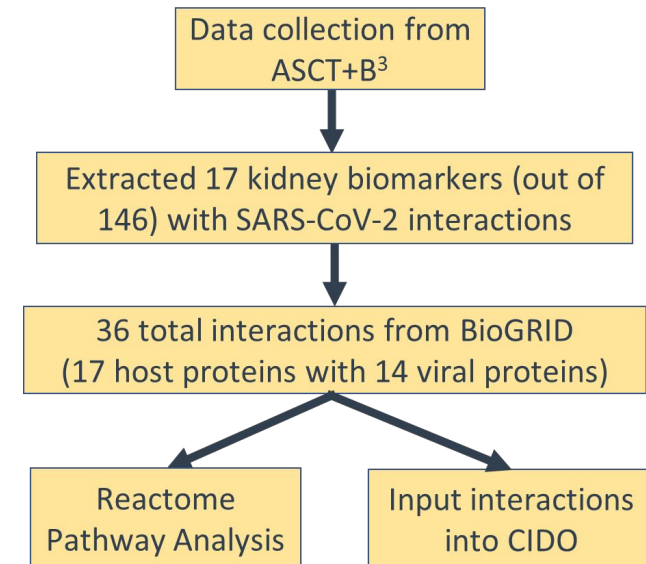 Data collection from
ASCT+B³
Extracted 17 kidney biomarkers (out of
146) with SARS-CoV-2 interactions
36 total interactions from BioGRID
(17 host proteins with 14 viral proteins)
Reactome
Pathway Analysis
Input interactions
into CIDO